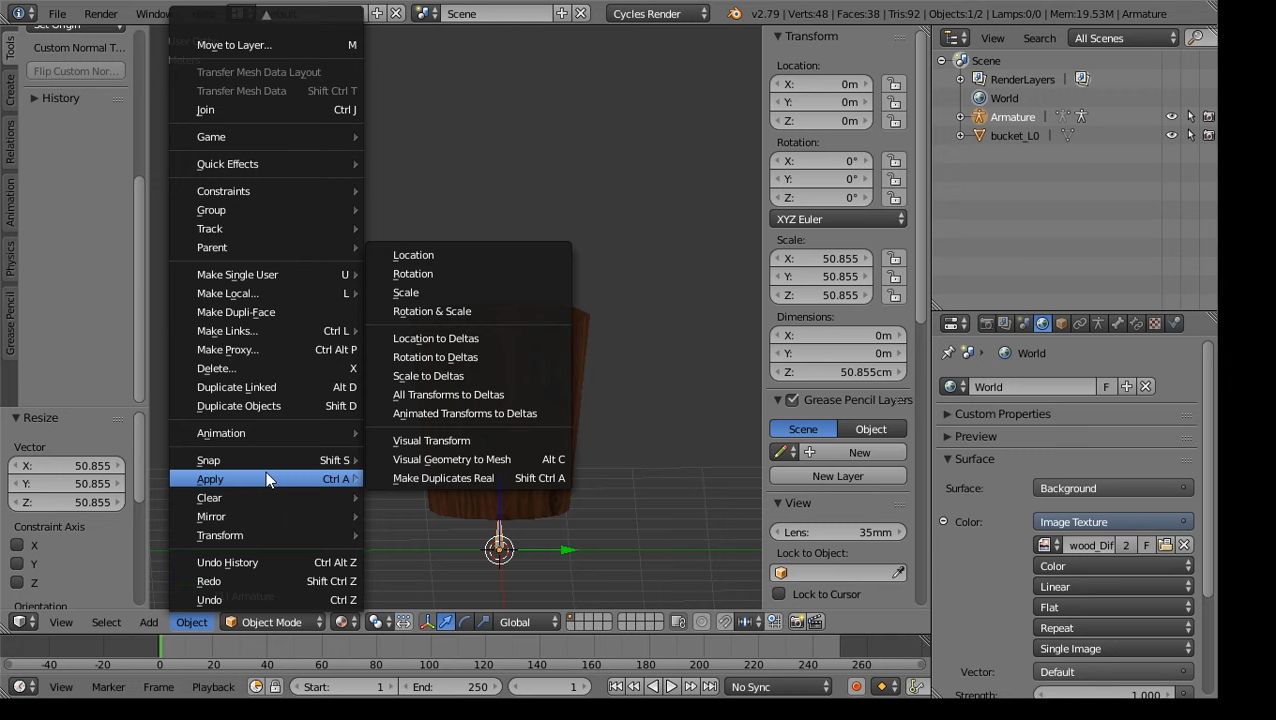 File
Render
Window
Default
Scene
Cycles Render
v2.79 | Verts:48 | Faces:38 | Tris:92 | Objects:1/2 | Lamps:0/0 | Mem:19.53M | Armature
Tools
Create
Relations
Animation
Physics
Grease Pencil
Set Origin
Custom Normal T...
Flip Custom Nor...
History
Resize
Vector
X: 50.855
Y: 50.855
Z: 50.855
Constraint Axis
X
Y
Z
Orientation
Move to Layer... M
Transfer Mesh Data Layout
Transfer Mesh Data Shift Ctrl T
Join Ctrl J
Game
Quick Effects
Constraints
Group
Track
Parent
Make Single User U
Make Local... L
Make Dupli-Face
Make Links... Ctrl L
Make Proxy... Ctrl Alt P
Delete... X
Duplicate Linked Alt D
Duplicate Objects Shift D
Animation
Snap Shift S
Apply Ctrl A
Clear
Mirror
Transform
Undo History Ctrl Alt Z
Redo Shift Ctrl Z
Undo Ctrl Z
Location
Rotation
Scale
Rotation & Scale
Location to Deltas
Rotation to Deltas
Scale to Deltas
All Transforms to Deltas
Animated Transforms to Deltas
Visual Transform
Visual Geometry to Mesh Alt C
Make Duplicates Real Shift Ctrl A
Transform
Location:
X: 0m
Y: 0m
Z: 0m
Rotation:
X: 0°
Y: 0°
Z: 0°
XYZ Euler
Scale:
X: 50.855
Y: 50.855
Z: 50.855
Dimensions:
X: 0m
Y: 0m
Z: 50.855cm
Grease Pencil Layers
Scene Object
New
New Layer
View
Lens: 35mm
Lock to Object:
Lock to Cursor
View Search All Scenes
Scene
RenderLayers
World
Armature
bucket_L0
World
World F
Custom Properties
Preview
Surface
Surface: Background
Color: Image Texture
wood_Dif 2 F
Color
Linear
Flat
Repeat
Single Image
Vector: Default
Strength: 1.000
View Select Add Object Object Mode Global
-40 -20 0 20 40 60 80 100 120 140 160 180 200 220 240 260
View Marker Frame Playback Start: 1 End: 250 1 No Sync